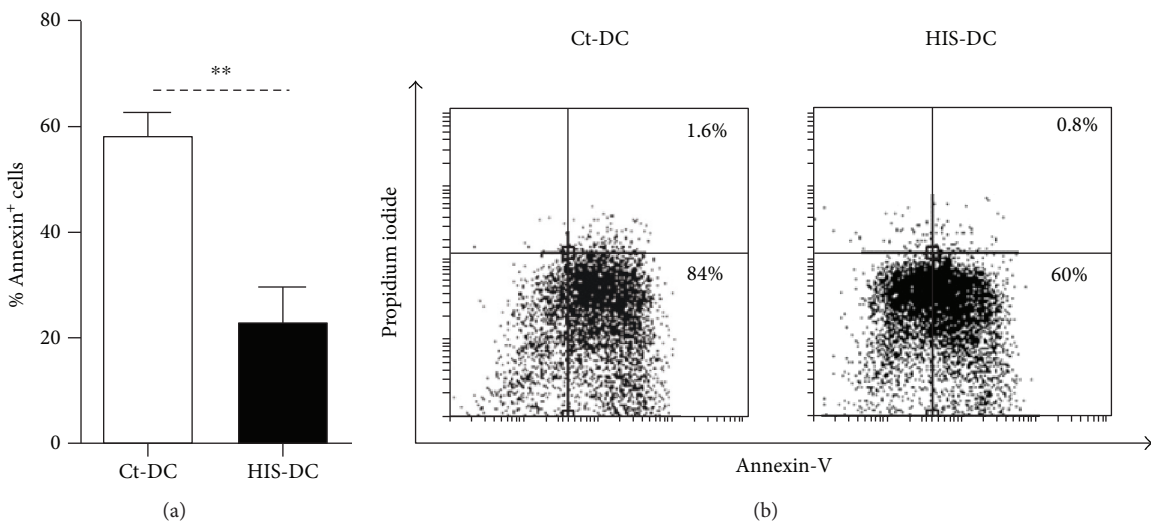 80
60
40
20
0
% Annexin⁺ cells
**
Ct-DC
HIS-DC
(a)
Ct-DC
HIS-DC
1.6%
84%
0.8%
60%
Propidium iodide
Annexin-V
(b)